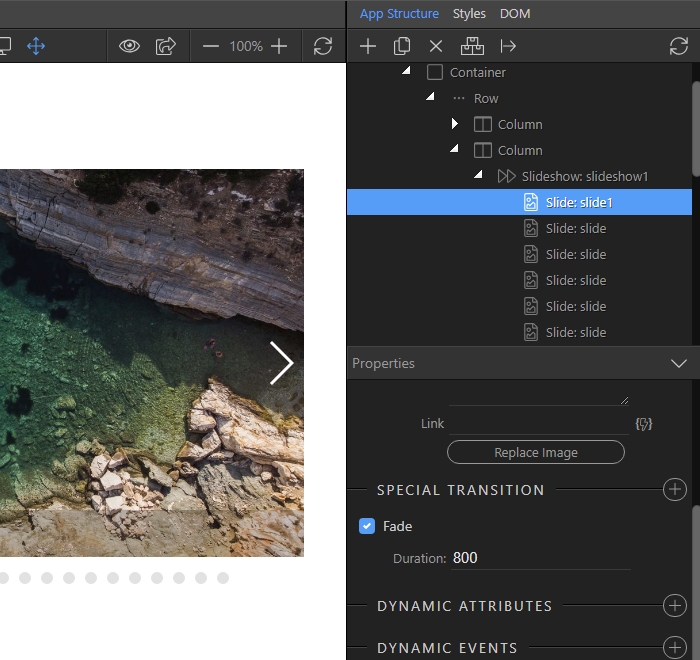 App Structure Styles DOM
100%
Container
Row
Column
Column
Slideshow: slideshow1
Slide: slide1
Slide: slide
Slide: slide
Slide: slide
Slide: slide
Slide: slide
Properties
Link
Replace Image
SPECIAL TRANSITION
Fade
Duration: 800
DYNAMIC ATTRIBUTES
DYNAMIC EVENTS